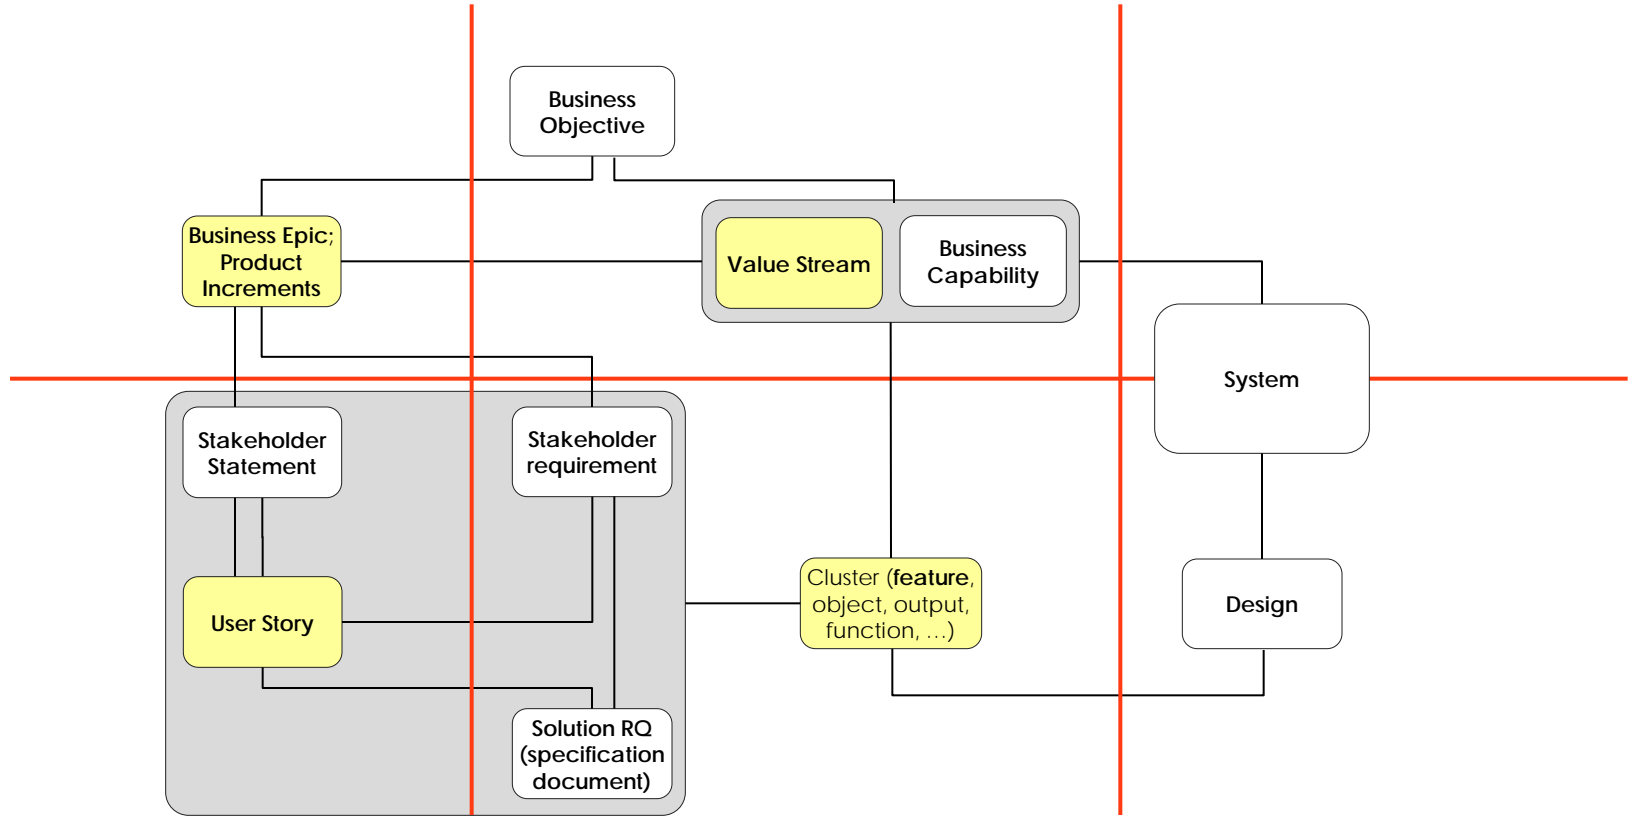 Business
Objective
Business Epic;
Product
Increments
Value Stream
Business
Capability
System
Stakeholder
Statement
Stakeholder
requirement
Cluster (feature,
object, output,
function, …)
Design
User Story
Solution RQ
(specification
document)